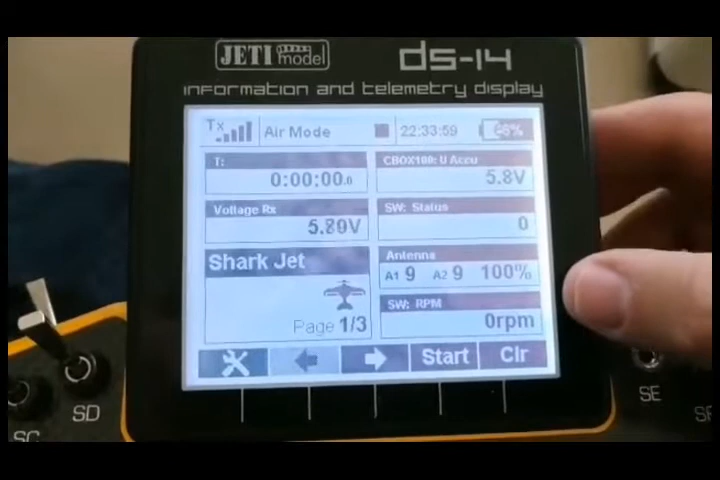 JETI model
ds-14
information and telemetry display
Tx Air Mode 22:33:59
T:
0:00:00.0
CBOX100: U Accu
5.8V
Voltage Rx
SW: Status
0
Shark Jet
Antenna
A1 9 A2 9 100%
SW: RPM
0rpm
Page 1/3
Start Clr
SD
SC
SE